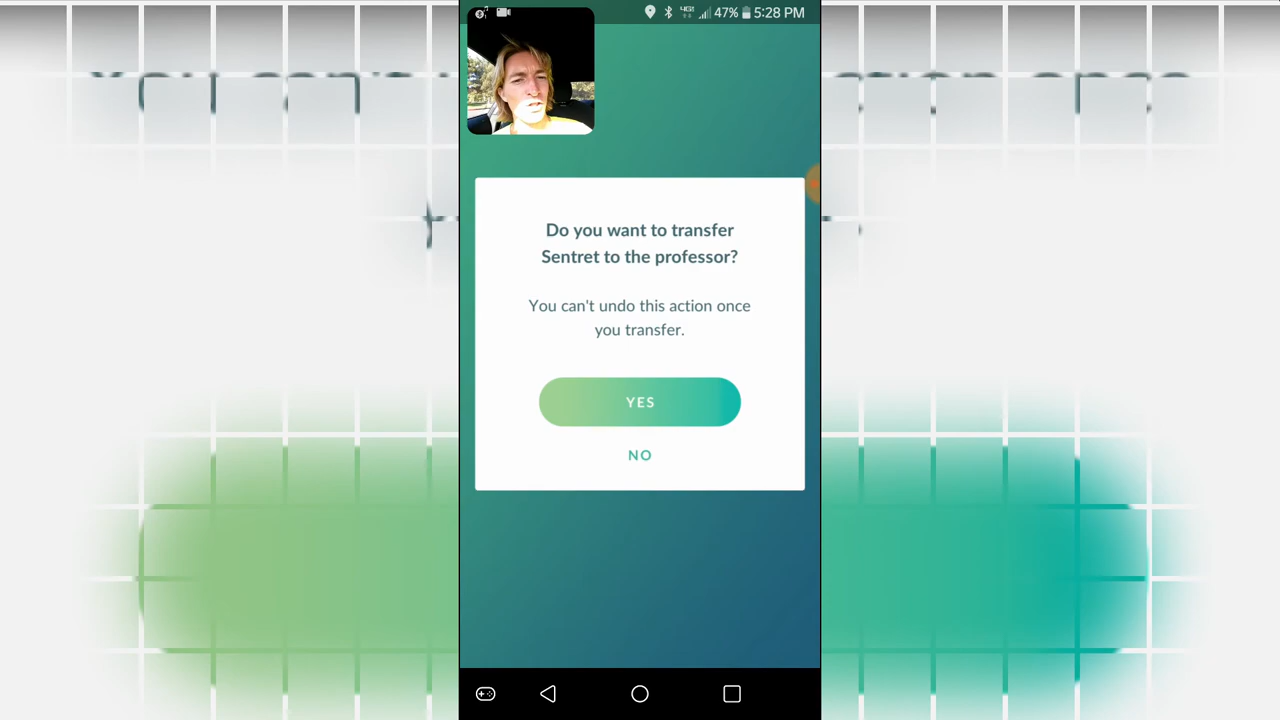 47% 5:28 PM
Do you want to transfer
Sentret to the professor?
You can't undo this action once
you transfer.
YES
NO